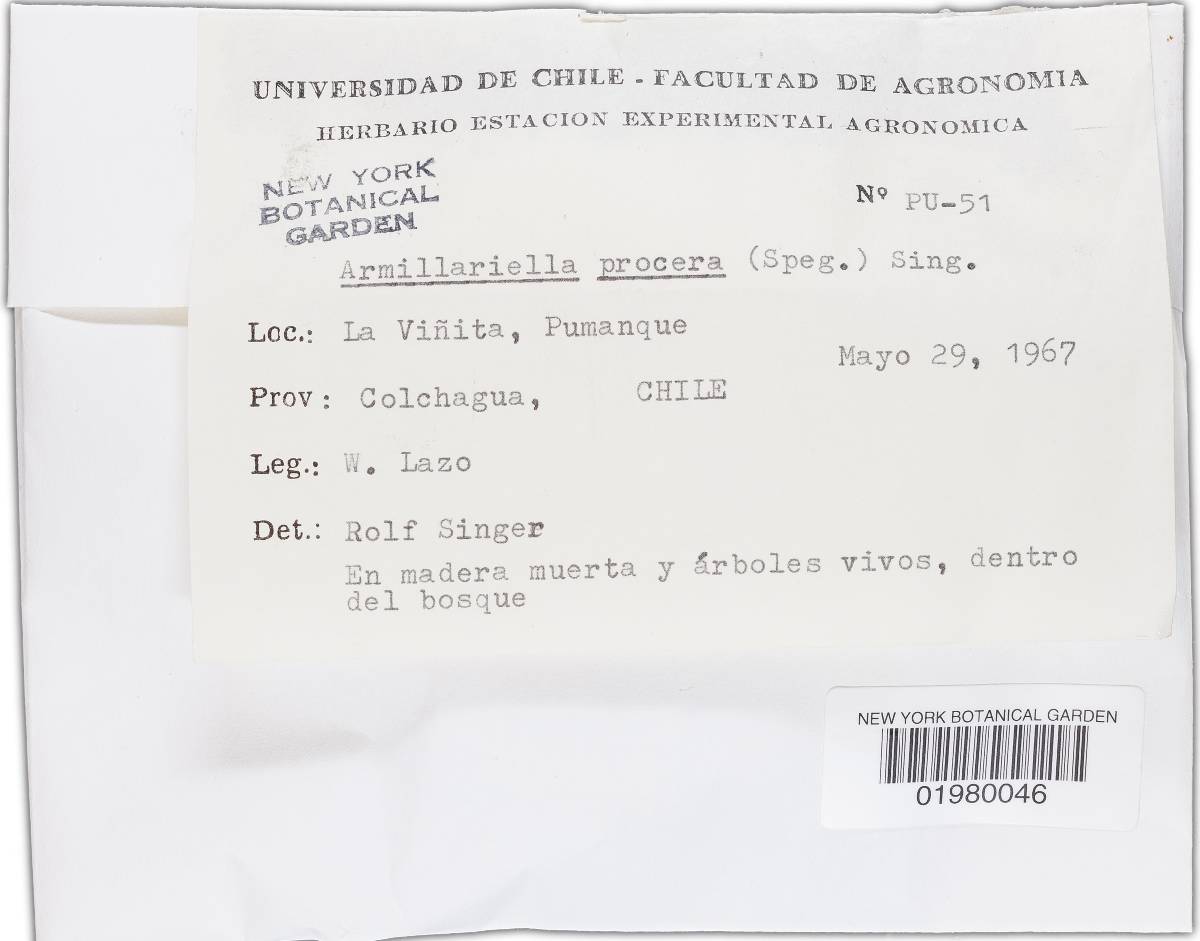 UNIVERSIDAD DE CHILE - FACULTAD DE AGRONOMIA
HERBARIO ESTACION EXPERIMENTAL AGRONOMICA
NEW YORK
BOTANICAL
GARDEN
Nº PU-51
Armillariella procera (Speg.) Sing.
Loc.: La Viñita, Pumanque
Mayo 29, 1967
Prov: Colchagua, CHILE
Leg.: W. Lazo
Det.: Rolf Singer
En madera muerta y árboles vivos, dentro
del bosque
NEW YORK BOTANICAL GARDEN
01980046